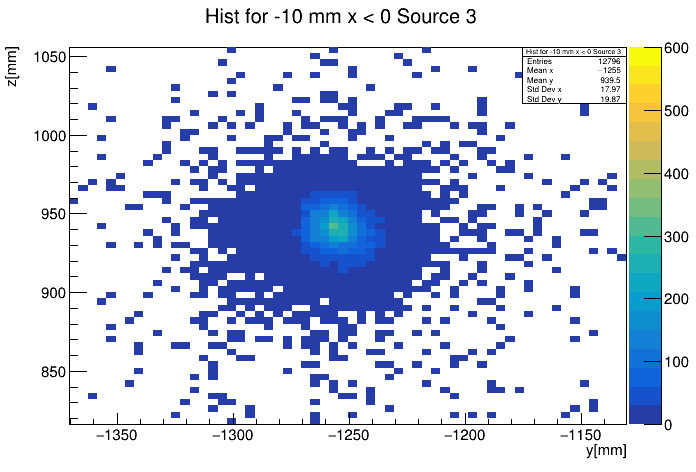 Hist for -10 mm x < 0 Source 3
z[mm]
1050
1000
950
900
850
Hist for -10 mm x < 0 Source 3
Entries 12796
Mean x −1255
Mean y 939.5
Std Dev x 17.97
Std Dev y 19.87
600
500
400
300
200
100
0
−1350 −1300 −1250 −1200 −1150
y[mm]